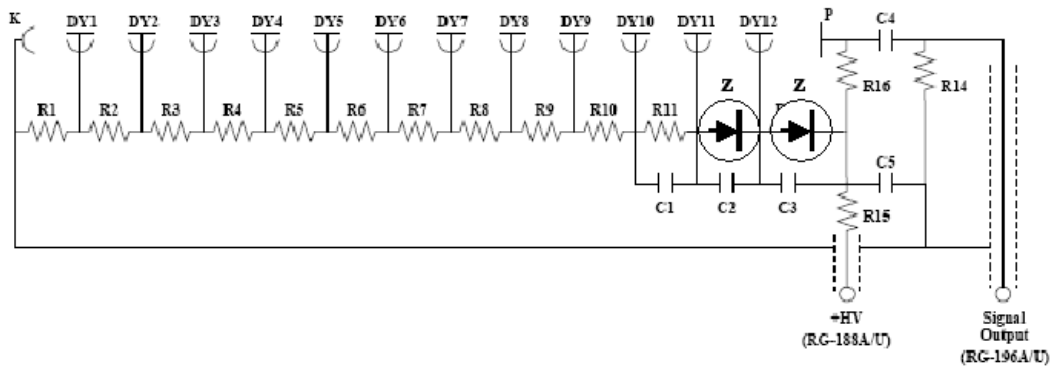 K DY1 DY2 DY3 DY4 DY5 DY6 DY7 DY8 DY9 DY10 DY11 DY12 P C4
R1 R2 R3 R4 R5 R6 R7 R8 R9 R10 R11 Z Z R16 R14
C1 C2 C3 C5
R15
+HV
(RG-188A/U)
Signal
Output
(RG-196A/U)